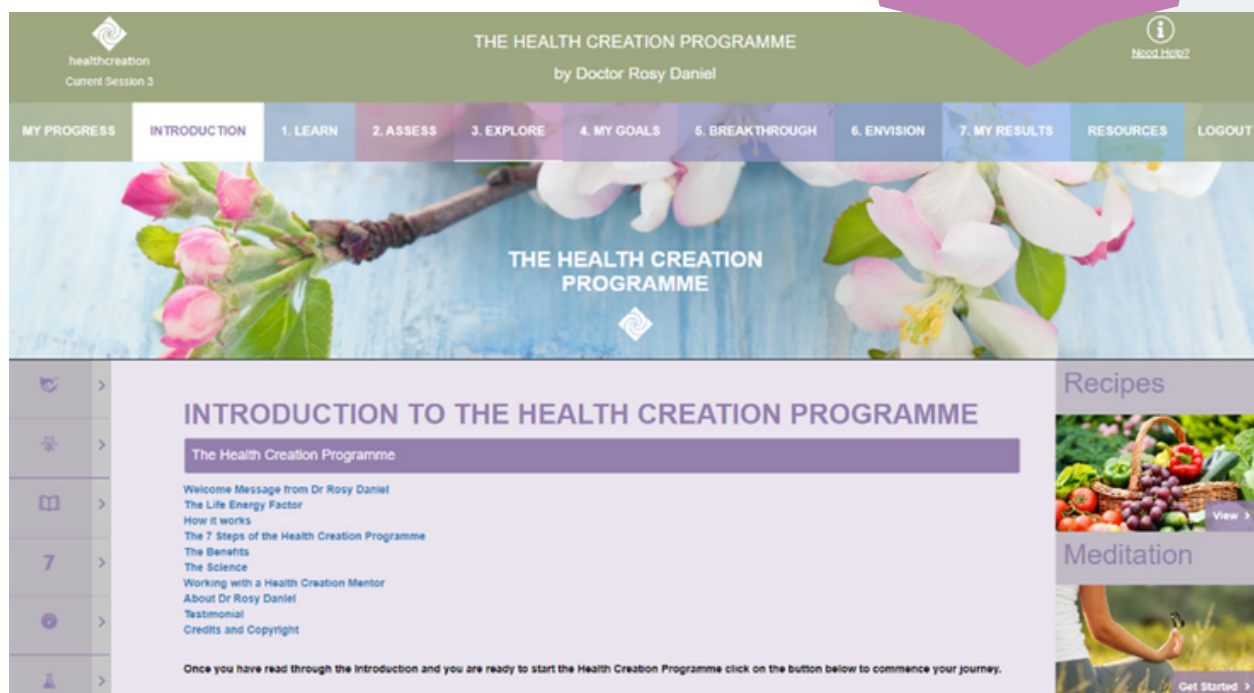 healthcreation
Current Session 3
THE HEALTH CREATION PROGRAMME
by Doctor Rosy Daniel
Need Help?
MY PROGRESS
INTRODUCTION
1. LEARN
2. ASSESS
3. EXPLORE
4. MY GOALS
5. BREAKTHROUGH
6. ENVISION
7. MY RESULTS
RESOURCES
LOGOUT
THE HEALTH CREATION
PROGRAMME
INTRODUCTION TO THE HEALTH CREATION PROGRAMME
The Health Creation Programme
Welcome Message from Dr Rosy Daniel
The Life Energy Factor
How it works
The 7 Steps of the Health Creation Programme
The Benefits
The Science
Working with a Health Creation Mentor
About Dr Rosy Daniel
Testimonial
Credits and Copyright
Once you have read through the Introduction and you are ready to start the Health Creation Programme click on the button below to commence your journey.
7
Recipes
View >
Meditation
Get Started >